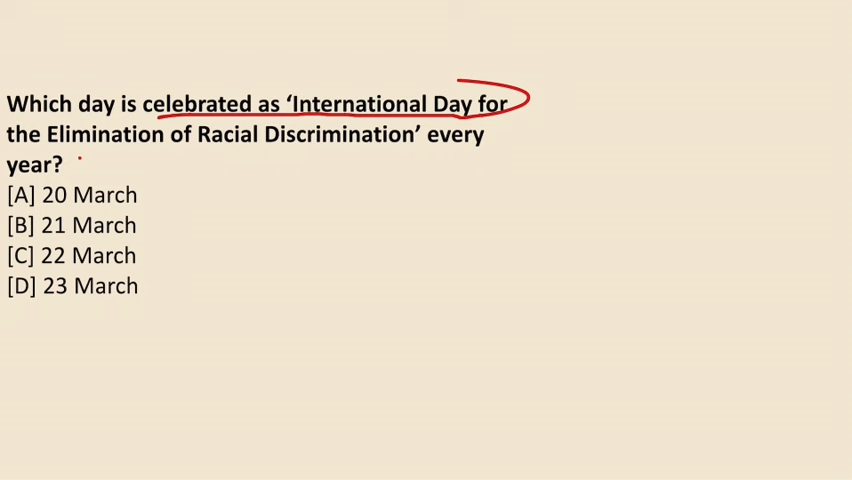 Which day is celebrated as ‘International Day for
the Elimination of Racial Discrimination’ every
year?
[A] 20 March
[B] 21 March
[C] 22 March
[D] 23 March